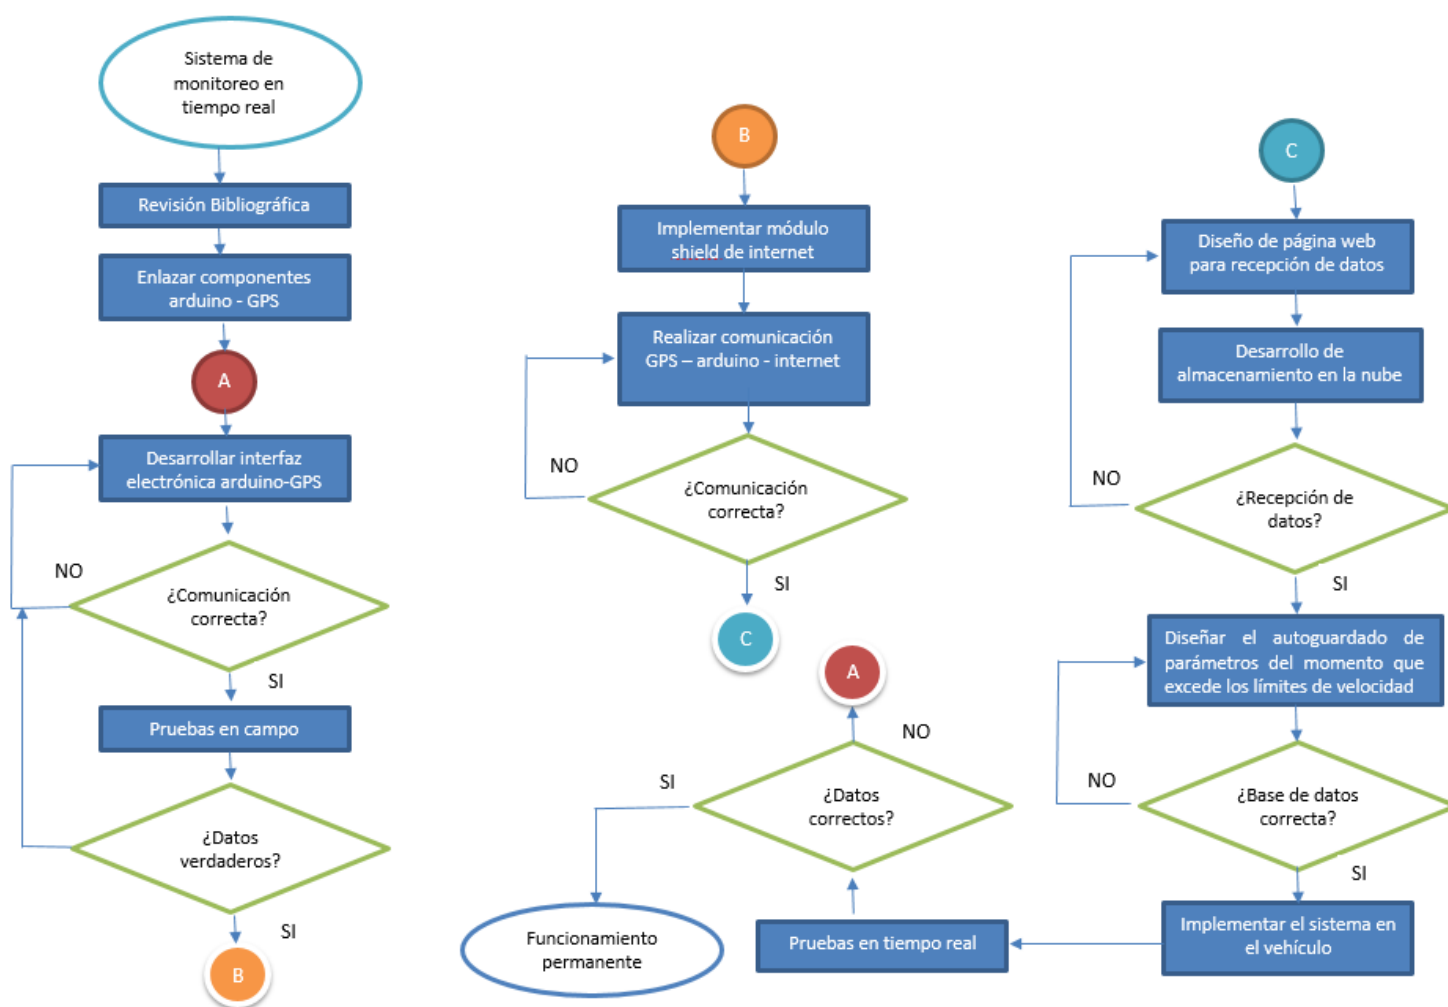 Sistema de
monitoreo en
tiempo real
Revisión Bibliográfica
Enlazar componentes
arduino - GPS
A
Desarrollar interfaz
electrónica arduino-GPS
NO
¿Comunicación
correcta?
SI
Pruebas en campo
¿Datos
verdaderos?
SI
B
B
Implementar módulo
shield de internet
Realizar comunicación
GPS – arduino - internet
NO
¿Comunicación
correcta?
SI
C
A
NO
SI
¿Datos
correctos?
Funcionamiento
permanente
Pruebas en tiempo real
C
Diseño de página web
para recepción de datos
Desarrollo de
almacenamiento en la nube
NO
¿Recepción de
datos?
SI
Diseñar el autoguardado de
parámetros del momento que
excede los límites de velocidad
NO
¿Base de datos
correcta?
SI
Implementar el sistema en
el vehículo